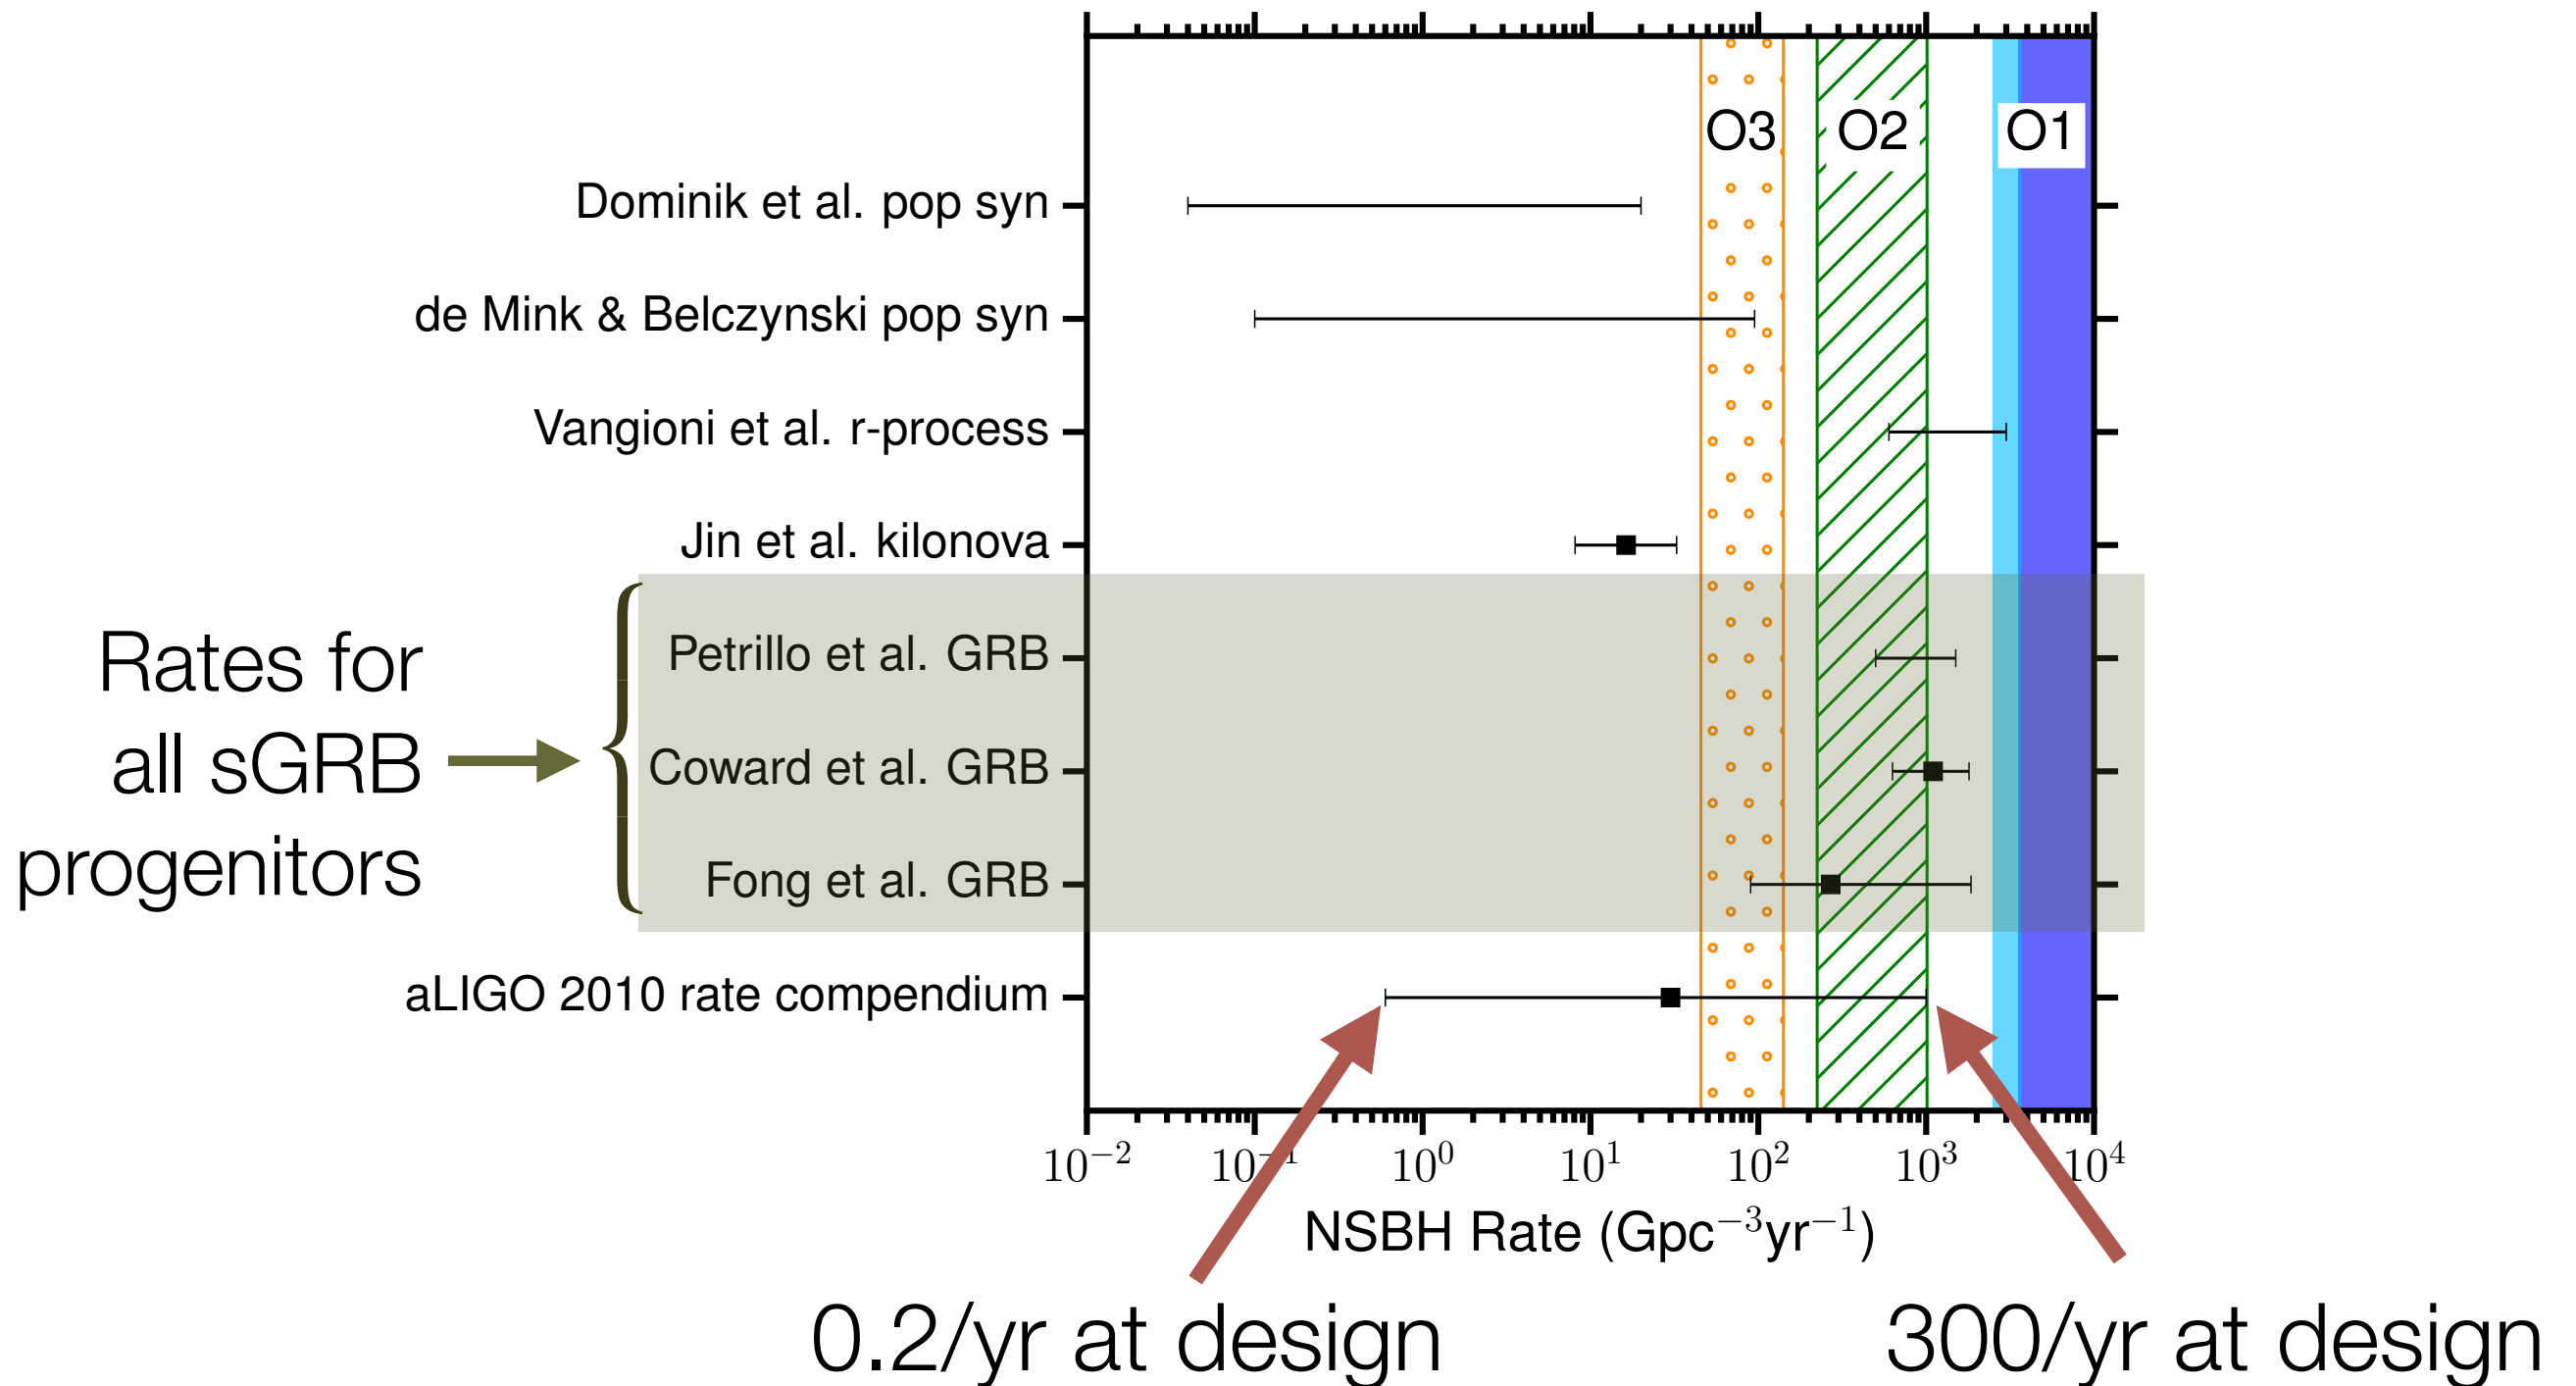 O3
O2
O1
Dominik et al. pop syn
de Mink & Belczynski pop syn
Vangioni et al. r-process
Jin et al. kilonova
Petrillo et al. GRB
Coward et al. GRB
Fong et al. GRB
aLIGO 2010 rate compendium
Rates for
all sGRB
progenitors
10⁻² 10⁻¹ 10⁰ 10¹ 10² 10³ 10⁴
NSBH Rate (Gpc⁻³yr⁻¹)
0.2/yr at design
300/yr at design